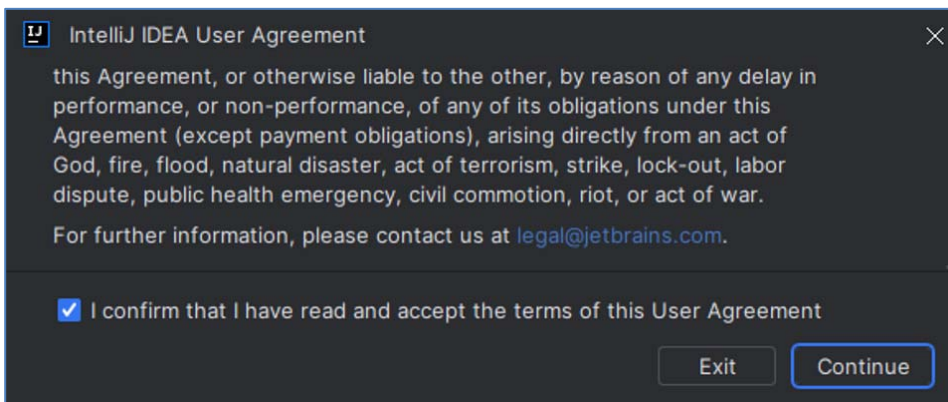 IJ IntelliJ IDEA User Agreement
this Agreement, or otherwise liable to the other, by reason of any delay in
performance, or non-performance, of any of its obligations under this
Agreement (except payment obligations), arising directly from an act of
God, fire, flood, natural disaster, act of terrorism, strike, lock-out, labor
dispute, public health emergency, civil commotion, riot, or act of war.
For further information, please contact us at legal@jetbrains.com.
I confirm that I have read and accept the terms of this User Agreement
Exit Continue